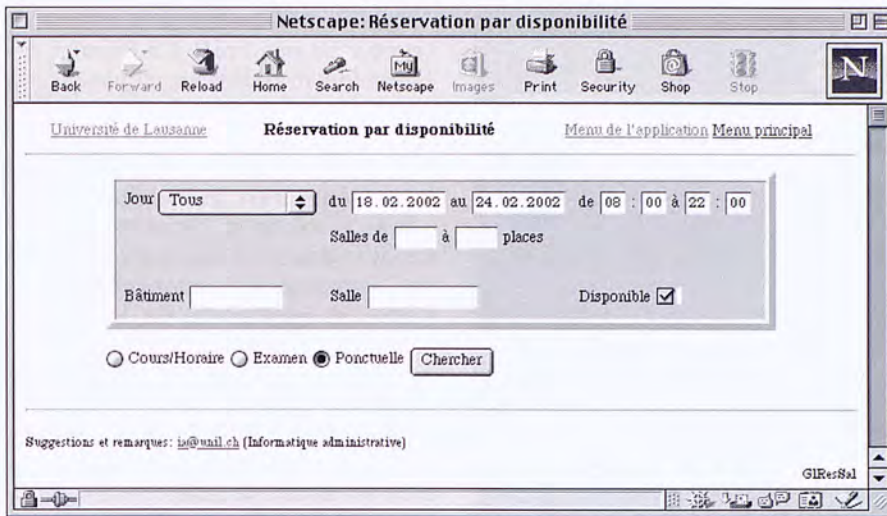 Netscape: Réservation par disponibilité
Back Forward Reload Home Search Netscape Images Print Security Shop Stop
My
N
Université de Lausanne Réservation par disponibilité Menu de l'application Menu principal
Jour Tous du 18.02.2002 au 24.02.2002 de 08 : 00 à 22 : 00
Salles de à places
Bâtiment Salle Disponible
Cours/Horaire Examen Ponctuelle Chercher
Suggestions et remarques: ia@unil.ch (Informatique administrative)
GIResSal